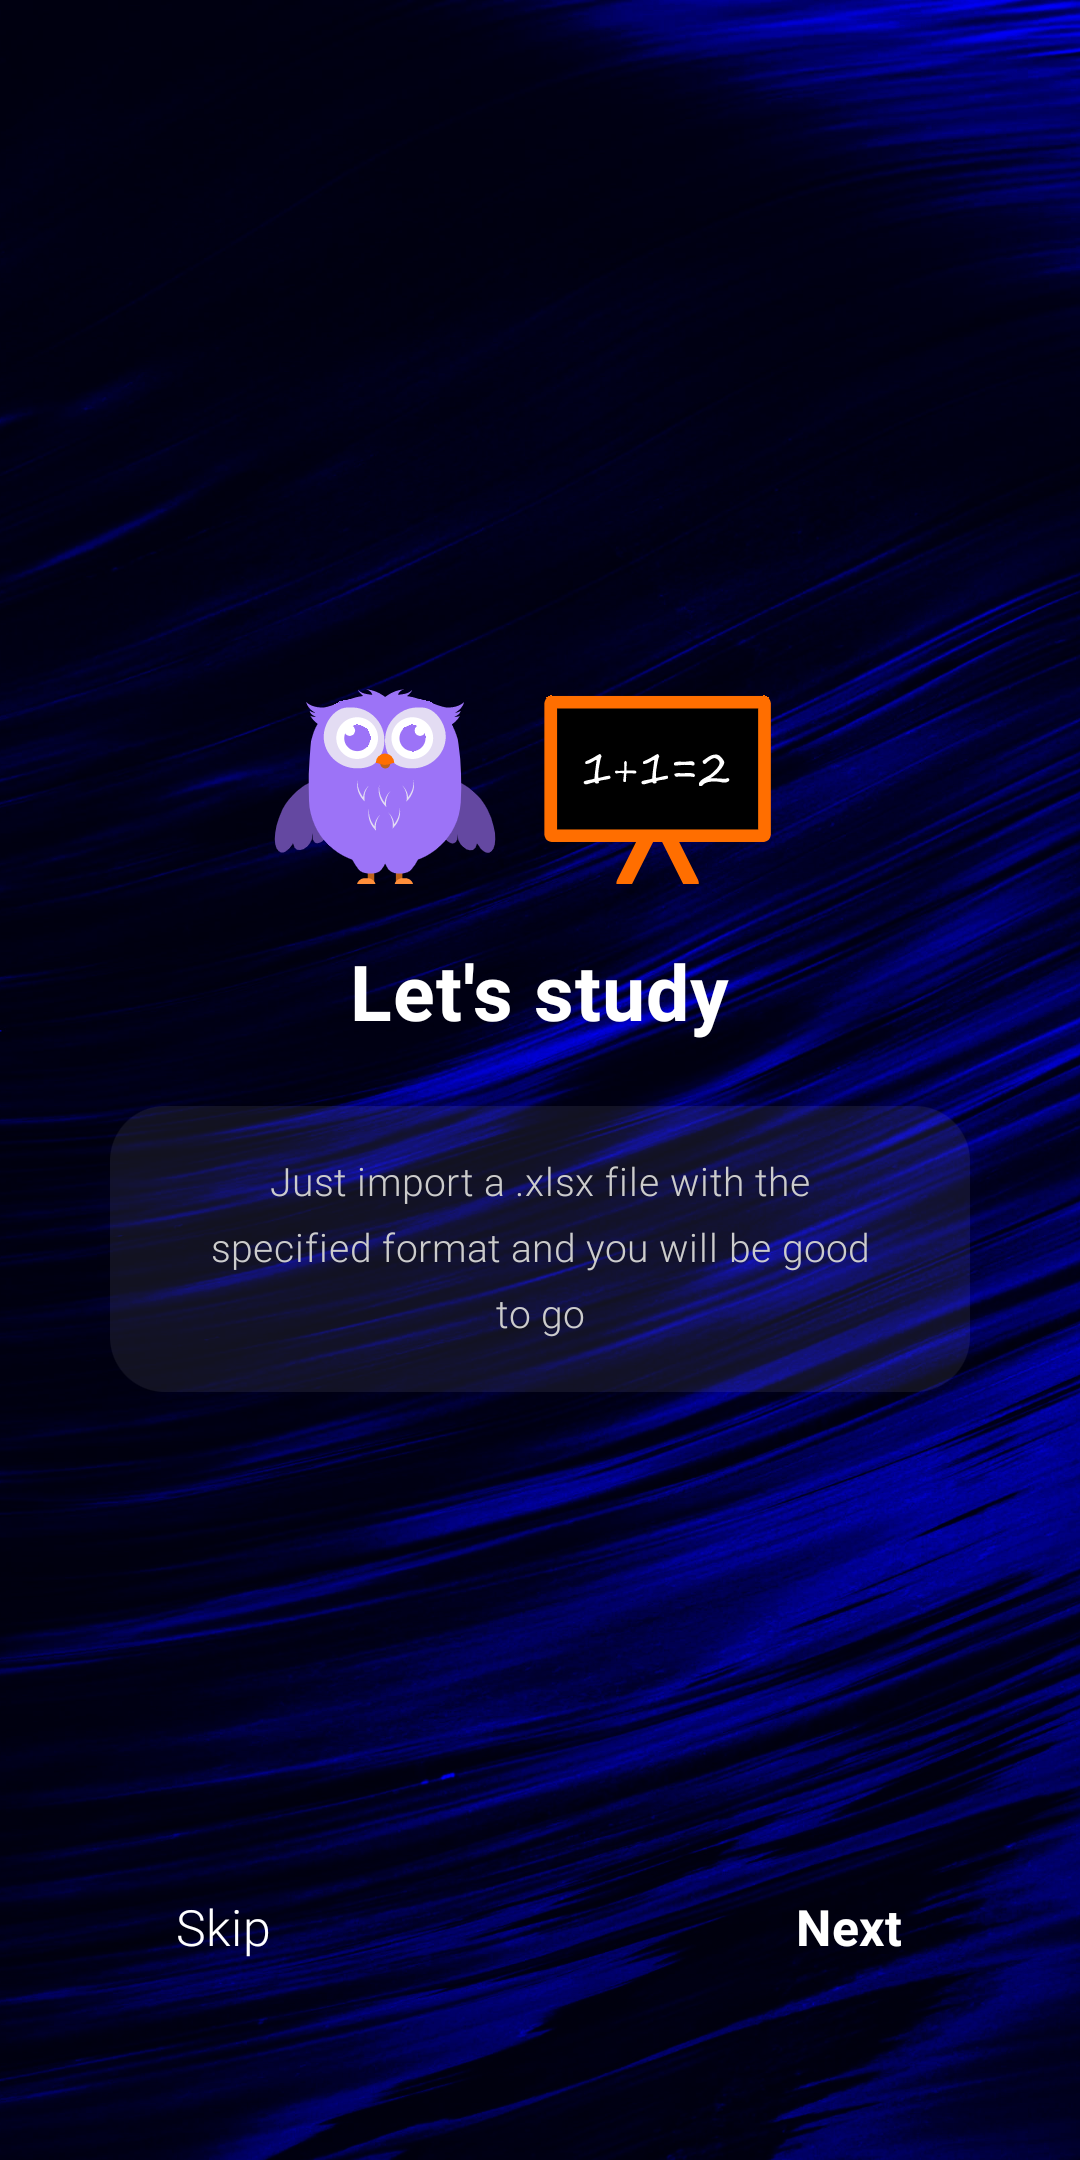 1+1=2
Let's study
Just import a .xlsx file with the
specified format and you will be good
to go
Skip
Next